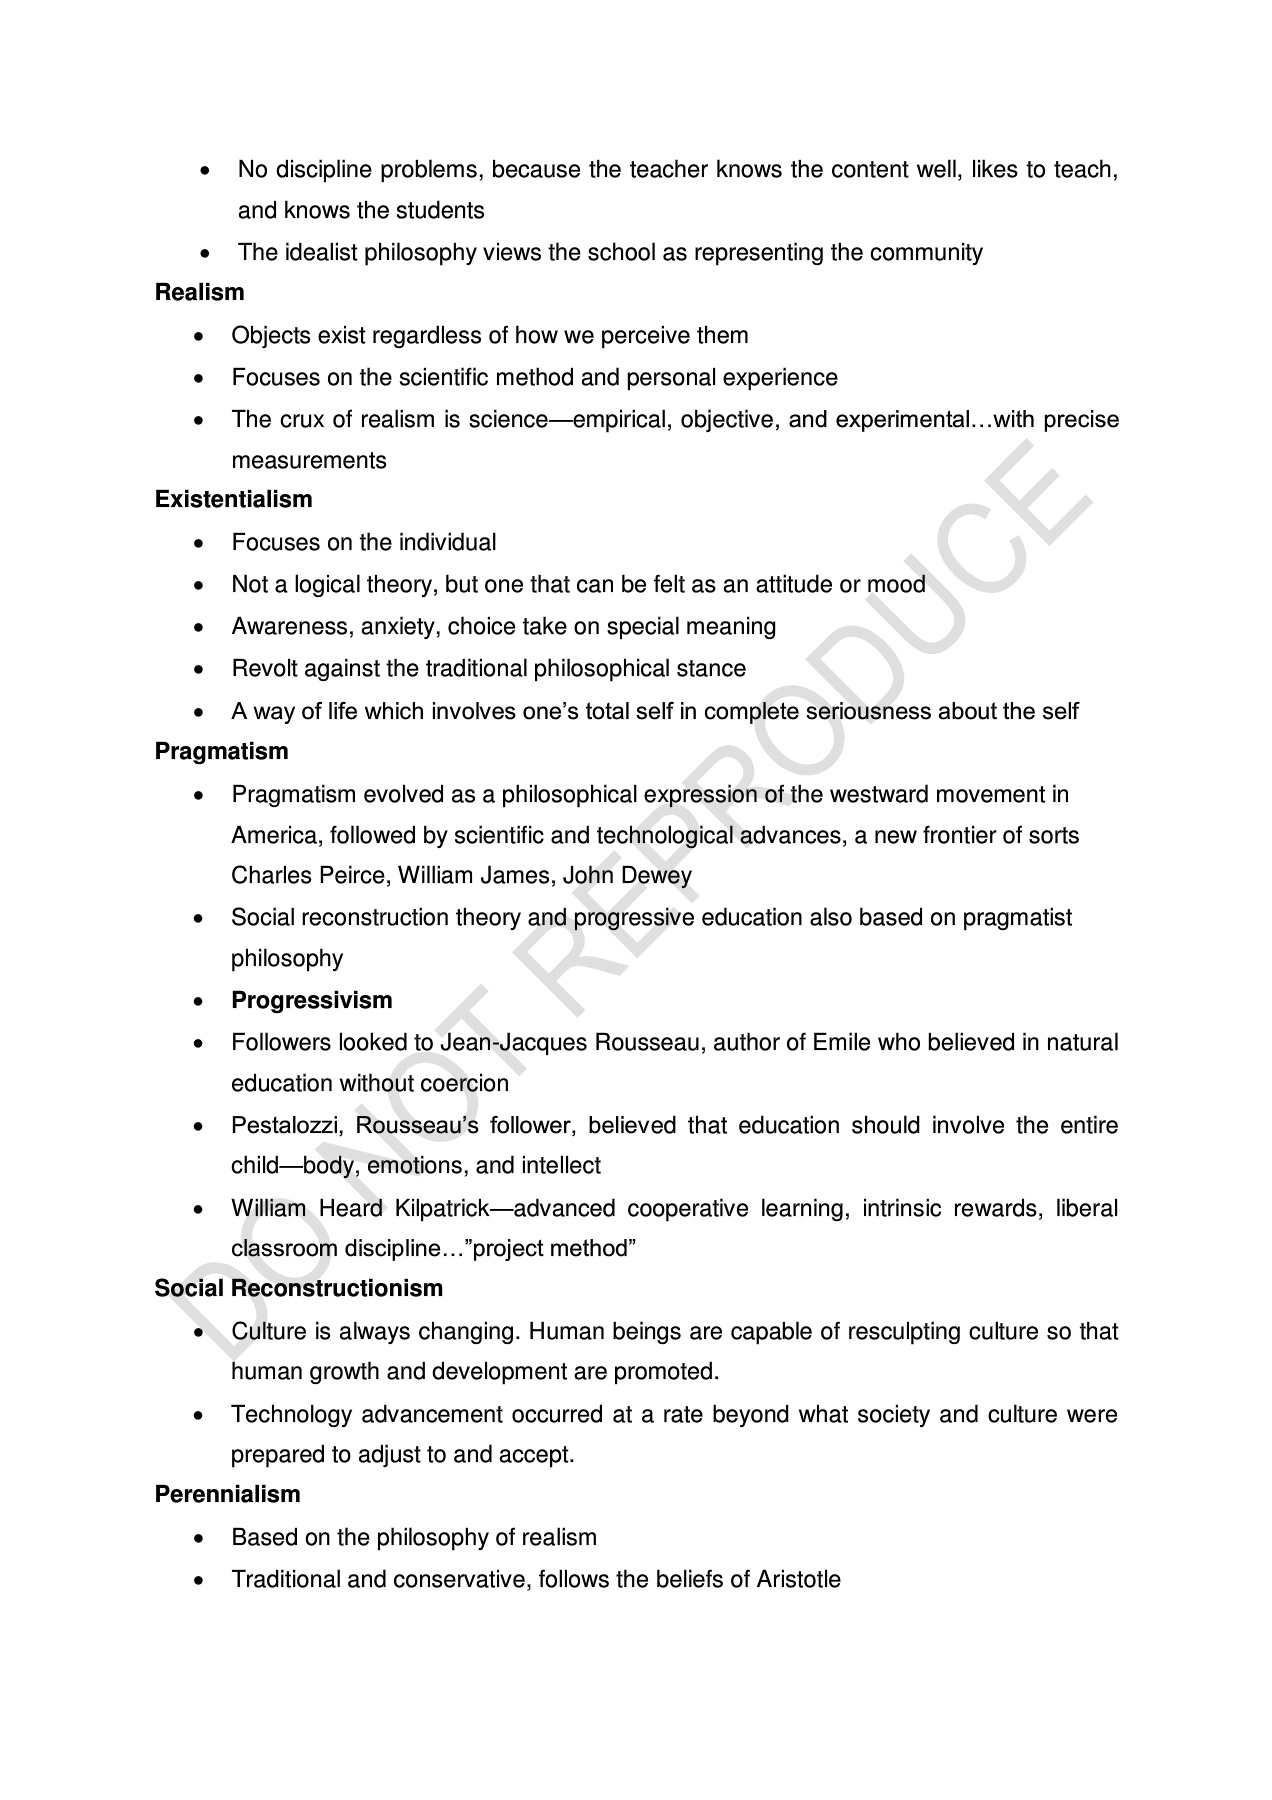 • No discipline problems, because the teacher knows the content well, likes to teach,
and knows the students
• The idealist philosophy views the school as representing the community
Realism
• Objects exist regardless of how we perceive them
• Focuses on the scientific method and personal experience
• The crux of realism is science—empirical, objective, and experimental…with precise
measurements
Existentialism
• Focuses on the individual
• Not a logical theory, but one that can be felt as an attitude or mood
• Awareness, anxiety, choice take on special meaning
• Revolt against the traditional philosophical stance
• A way of life which involves one’s total self in complete seriousness about the self
Pragmatism
• Pragmatism evolved as a philosophical expression of the westward movement in
America, followed by scientific and technological advances, a new frontier of sorts
Charles Peirce, William James, John Dewey
• Social reconstruction theory and progressive education also based on pragmatist
philosophy
• Progressivism
• Followers looked to Jean-Jacques Rousseau, author of Emile who believed in natural
education without coercion
• Pestalozzi, Rousseau’s follower, believed that education should involve the entire
child—body, emotions, and intellect
• William Heard Kilpatrick—advanced cooperative learning, intrinsic rewards, liberal
classroom discipline…”project method”
Social Reconstructionism
• Culture is always changing. Human beings are capable of resculpting culture so that
human growth and development are promoted.
• Technology advancement occurred at a rate beyond what society and culture were
prepared to adjust to and accept.
Perennialism
• Based on the philosophy of realism
• Traditional and conservative, follows the beliefs of Aristotle
DO NOT REPRODUCE